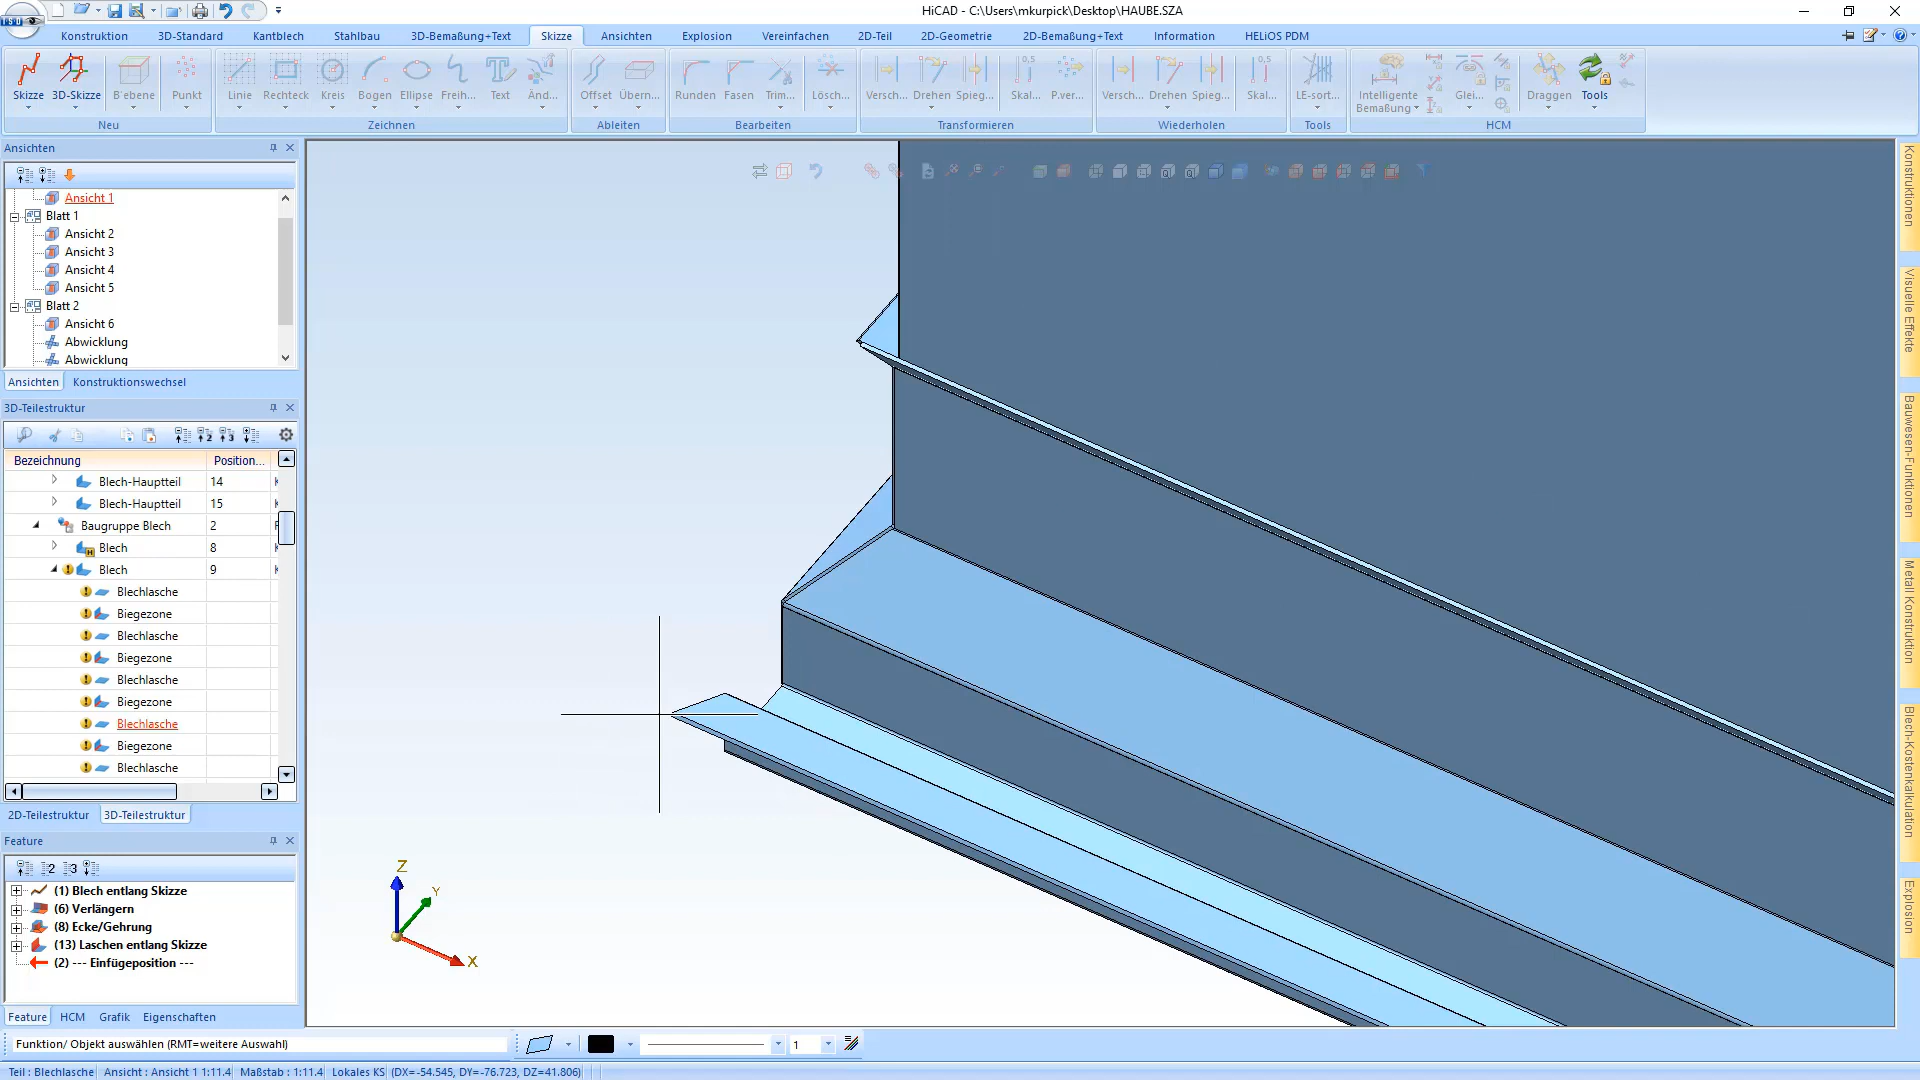 HiCAD - C:\Users\mkurpick\Desktop\HAUBE.SZA
ISD
Konstruktion 3D-Standard Kantblech Stahlbau 3D-Bemaßung+Text Skizze Ansichten Explosion Vereinfachen 2D-Teil 2D-Geometrie 2D-Bemaßung+Text Information HELiOS PDM
Skizze 3D-Skizze B'ebene Punkt Linie Rechteck Kreis Bogen Ellipse Freih... Text Änd... Offset Übern... Runden Fasen Trim... Lösch... Versch... Drehen Spieg... Skal... P.ver... Versch... Drehen Spieg... Skal... LE-sort... Intelligente Bemaßung Glei... Draggen Tools
Neu Zeichnen Ableiten Bearbeiten Transformieren Wiederholen Tools HCM
Ansichten
Ansicht 1
Blatt 1
Ansicht 2
Ansicht 3
Ansicht 4
Ansicht 5
Blatt 2
Ansicht 6
Abwicklung
Abwicklung
Ansichten Konstruktionswechsel
3D-Teilestruktur
Bezeichnung Position...
Blech-Hauptteil 14
Blech-Hauptteil 15
Baugruppe Blech 2
Blech 8
Blech 9
Blechlasche
Biegezone
Blechlasche
Biegezone
Blechlasche
Biegezone
Blechlasche
Biegezone
Blechlasche
2D-Teilestruktur 3D-Teilestruktur
Feature
(1) Blech entlang Skizze
(6) Verlängern
(8) Ecke/Gehrung
(13) Laschen entlang Skizze
(2) --- Einfügeposition ---
Feature HCM Grafik Eigenschaften
Z
Y
X
Konstruktionen
Visuelle Effekte
Bauwesen-Funktionen
Metall Konstruktion
Blech-Kostenkalkulation
Explosion
Funktion/ Objekt auswählen (RMT=weitere Auswahl)
1
Teil : Blechlasche Ansicht : Ansicht 1 1:11.4 Maßstab : 1:11.4 Lokales KS (DX=-54.545, DY=-76.723, DZ=41.806)